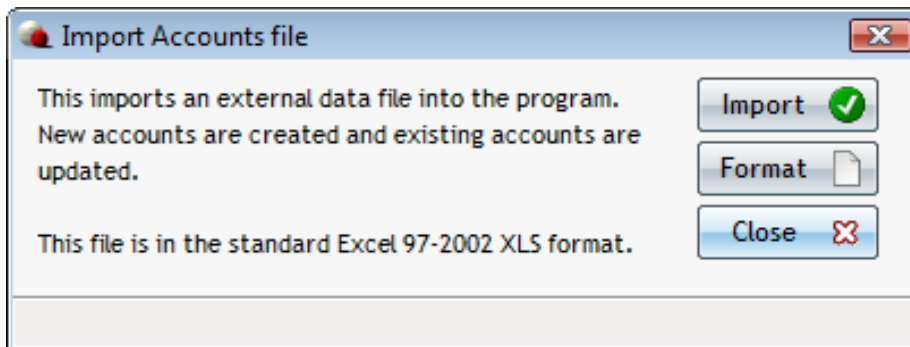 Import Accounts file
This imports an external data file into the program.
New accounts are created and existing accounts are
updated.
This file is in the standard Excel 97-2002 XLS format.
Import
Format
Close